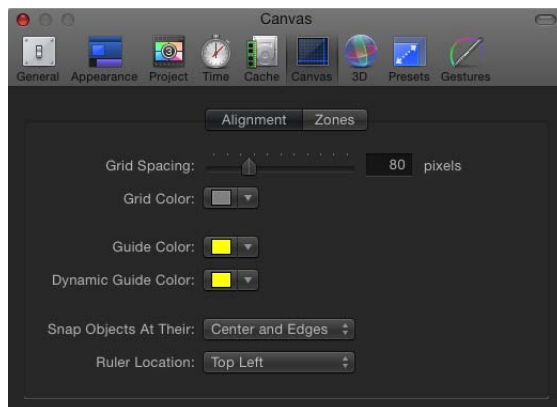 Canvas
General Appearance Project Time Cache Canvas 3D Presets Gestures
Alignment Zones
Grid Spacing: 80 pixels
Grid Color:
Guide Color:
Dynamic Guide Color:
Snap Objects At Their: Center and Edges
Ruler Location: Top Left